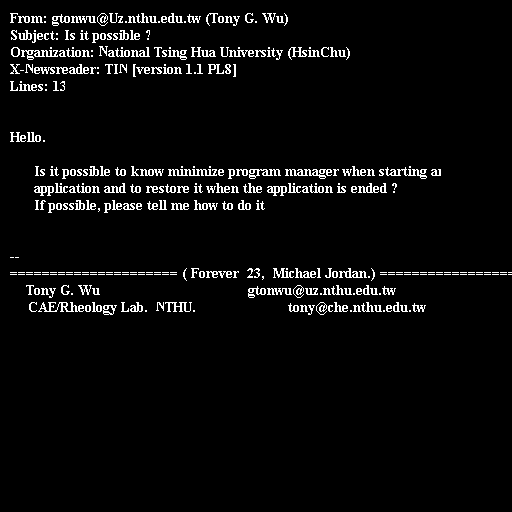 From: gtonwu@Uz.nthu.edu.tw (Tony G. Wu)
Subject: Is it possible ?
Organization: National Tsing Hua University (HsinChu)
X-Newsreader: TIN [version 1.1 PL8]
Lines: 13
Hello.
Is it possible to know minimize program manager when starting
application and to restore it when the application is ended ?
If possible, please tell me how to do it
--
===================== ( Forever 23, Michael Jordan.) =================
Tony G. Wu gtonwu@uz.nthu.edu.tw
CAE/Rheology Lab. NTHU. tony@che.nthu.edu.tw